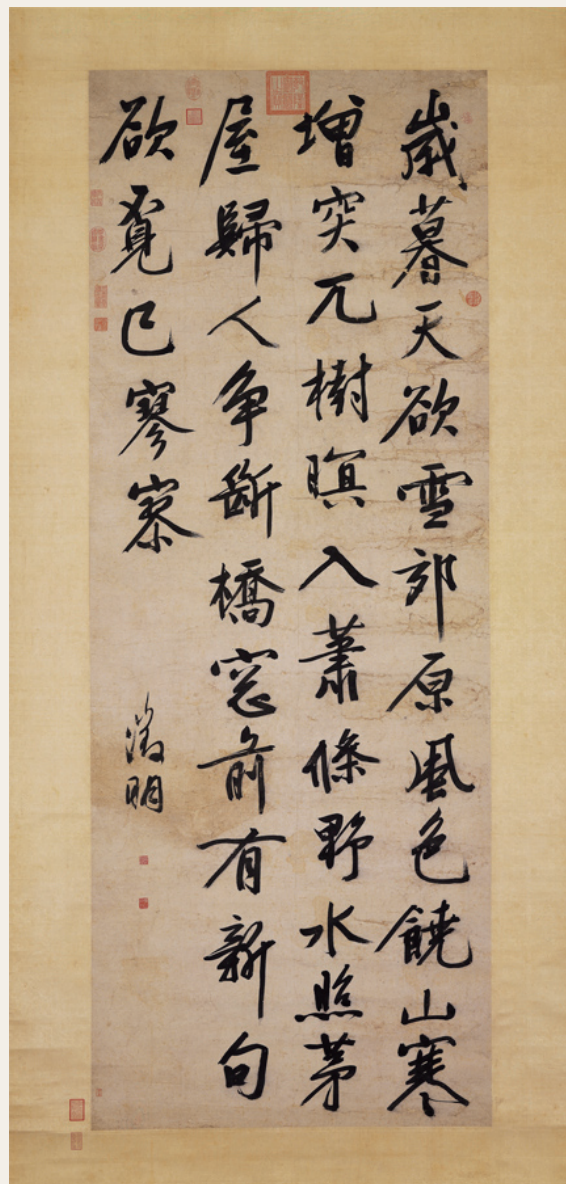 歲暮天欲雪郊原風色饒山寒
增突兀樹暝入蕭條野水照茅
屋歸人爭斷橋窓前有新句
欲覓已寥寥
徵明